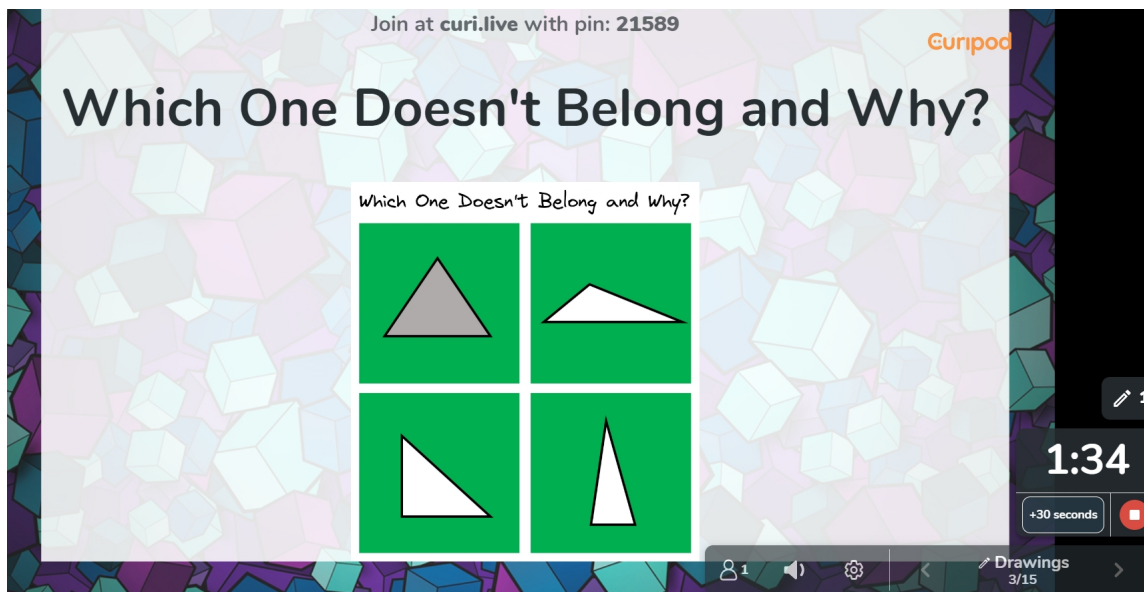 Join at curi.live with pin: 21589
Curipod
Which One Doesn't Belong and Why?
Which One Doesn't Belong and Why?
1
1:34
+30 seconds
1
Drawings
3/15